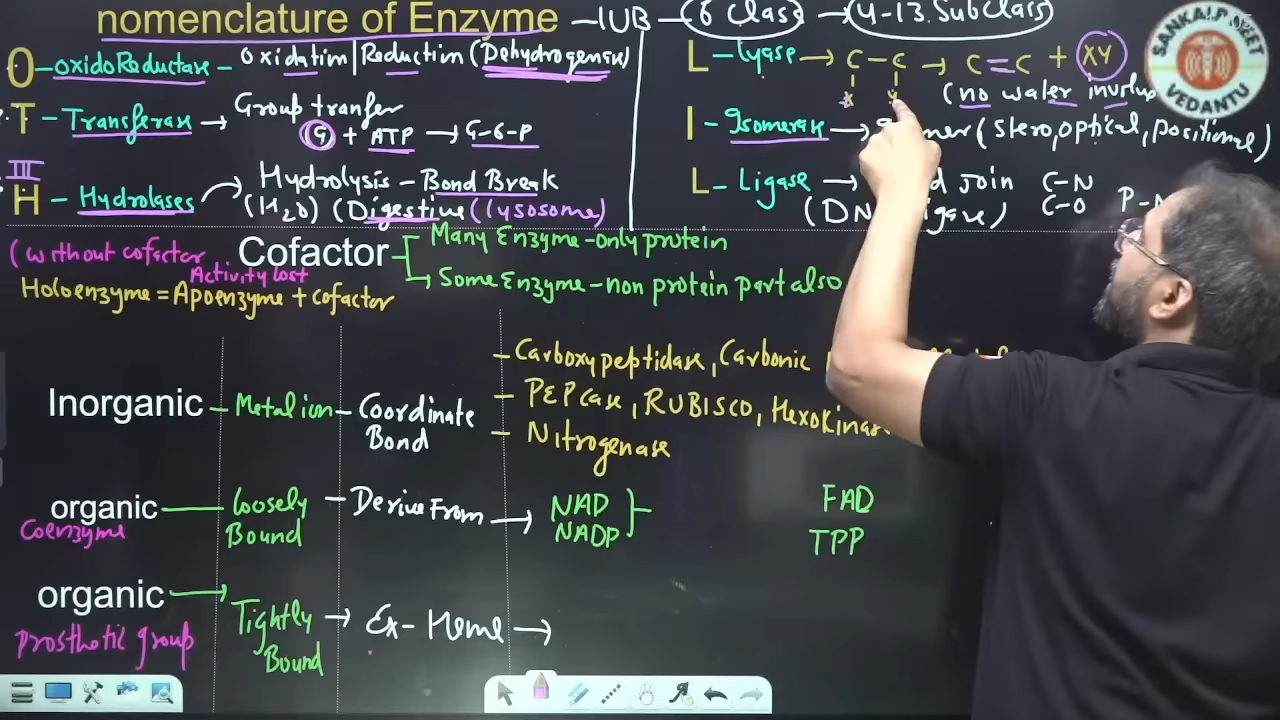 nomenclature of Enzyme – IUB – 6 Class → 4-13. SubClass
SANKALP NEET
VEDANTU
O – OxidoReductase – Oxidation | Reduction (Dehydrogenase)
T – Transferase → Group tranfer
G + ATP → G-6-P
III
H – Hydrolases → Hydrolysis – Bond Break
(H2O) (Digestive (lysosome)
L – Lyase → C – C → C = C + XY
X Y
(no water involve
I – Isomerase → (stereo, optical, positional)
L – Ligase → Join C-N
C-O P-
(without cofactor
Activity lost
Holoenzyme = Apoenzyme + cofactor
Cofactor
Many Enzyme – only protein
→ Some Enzyme – non protein part also
Inorganic – Metal ion – Coordinate Bond
– Carboxypeptidase, Carbonic
– PEPcase, RUBISCO, Hexokinase
– Nitrogenase
organic – loosely Bound – Derive From → NAD
NADP
FAD
TPP
Coenzyme
organic → Tightly Bound → Ex – Heme →
Prosthetic group